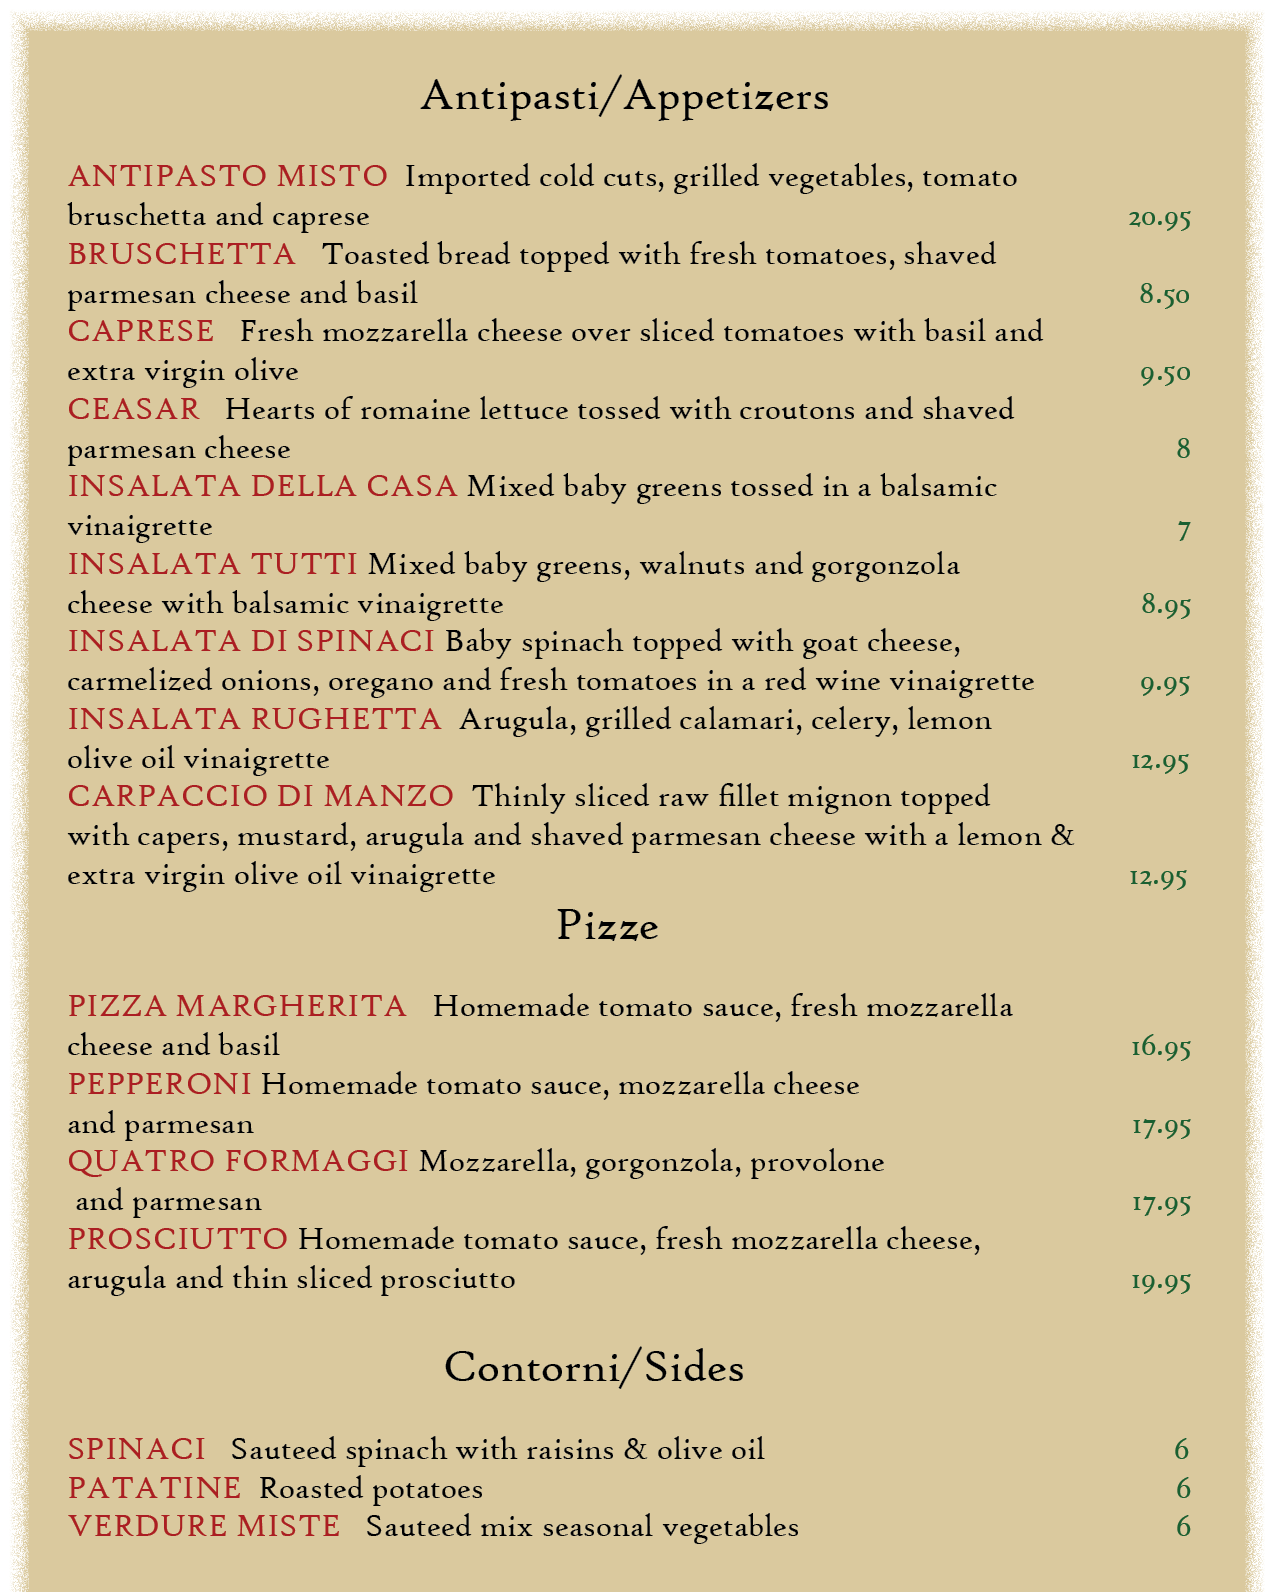 Antipasti/Appetizers
ANTIPASTO MISTO Imported cold cuts, grilled vegetables, tomato
bruschetta and caprese 20.95
BRUSCHETTA Toasted bread topped with fresh tomatoes, shaved
parmesan cheese and basil 8.50
CAPRESE Fresh mozzarella cheese over sliced tomatoes with basil and
extra virgin olive 9.50
CEASAR Hearts of romaine lettuce tossed with croutons and shaved
parmesan cheese 8
INSALATA DELLA CASA Mixed baby greens tossed in a balsamic
vinaigrette 7
INSALATA TUTTI Mixed baby greens, walnuts and gorgonzola
cheese with balsamic vinaigrette 8.95
INSALATA DI SPINACI Baby spinach topped with goat cheese,
carmelized onions, oregano and fresh tomatoes in a red wine vinaigrette 9.95
INSALATA RUGHETTA Arugula, grilled calamari, celery, lemon
olive oil vinaigrette 12.95
CARPACCIO DI MANZO Thinly sliced raw fillet mignon topped
with capers, mustard, arugula and shaved parmesan cheese with a lemon &
extra virgin olive oil vinaigrette 12.95
Pizze
PIZZA MARGHERITA Homemade tomato sauce, fresh mozzarella
cheese and basil 16.95
PEPPERONI Homemade tomato sauce, mozzarella cheese
and parmesan 17.95
QUATRO FORMAGGI Mozzarella, gorgonzola, provolone
and parmesan 17.95
PROSCIUTTO Homemade tomato sauce, fresh mozzarella cheese,
arugula and thin sliced prosciutto 19.95
Contorni/Sides
SPINACI Sauteed spinach with raisins & olive oil 6
PATATINE Roasted potatoes 6
VERDURE MISTE Sauteed mix seasonal vegetables 6